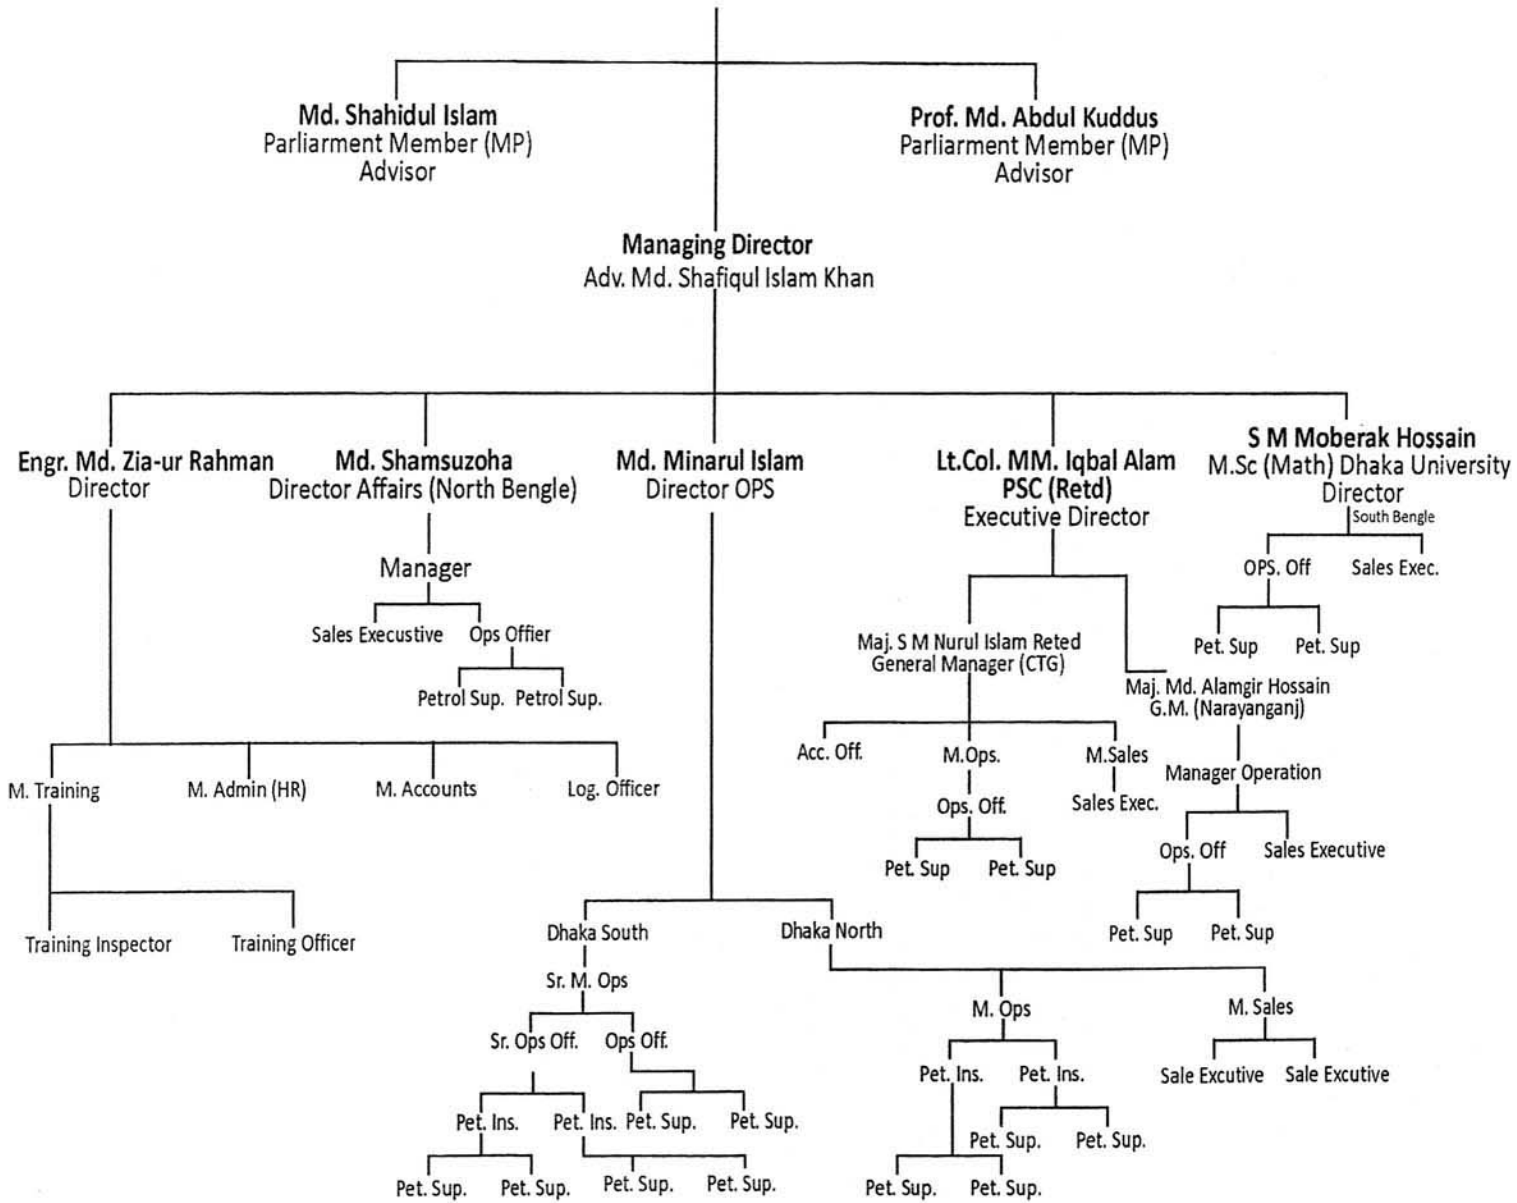 Md. Shahidul Islam
Parliarment Member (MP)
Advisor
Prof. Md. Abdul Kuddus
Parliarment Member (MP)
Advisor
Managing Director
Adv. Md. Shafiqul Islam Khan
Engr. Md. Zia-ur Rahman
Director
Md. Shamsuzoha
Director Affairs (North Bengle)
Md. Minarul Islam
Director OPS
Lt.Col. MM. Iqbal Alam
PSC (Retd)
Executive Director
S M Moberak Hossain
M.Sc (Math) Dhaka University
Director
South Bengle
Manager
Sales Execustive
Ops Offier
Petrol Sup.
Petrol Sup.
OPS. Off
Sales Exec.
Pet. Sup
Pet. Sup
Maj. S M Nurul Islam Reted
General Manager (CTG)
Maj. Md. Alamgir Hossain
G.M. (Narayanganj)
Acc. Off.
M.Ops.
M.Sales
Ops. Off.
Sales Exec.
Pet. Sup
Pet. Sup
Manager Operation
Ops. Off
Sales Executive
Pet. Sup
Pet. Sup
M. Training
M. Admin (HR)
M. Accounts
Log. Officer
Training Inspector
Training Officer
Dhaka South
Dhaka North
Sr. M. Ops
Sr. Ops Off.
Ops Off.
Pet. Ins.
Pet. Ins.
Pet. Sup.
Pet. Sup.
Pet. Sup.
Pet. Sup.
Pet. Sup.
Pet. Sup.
M. Ops
M. Sales
Pet. Ins.
Pet. Ins.
Sale Excutive
Sale Excutive
Pet. Sup.
Pet. Sup.
Pet. Sup.
Pet. Sup.